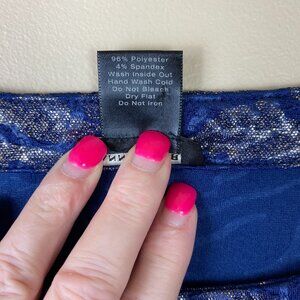 96% Polyester
4% Spandex
Wash Inside Out
Hand Wash Cold
Do Not Bleach
Dry Flat
Do Not Iron